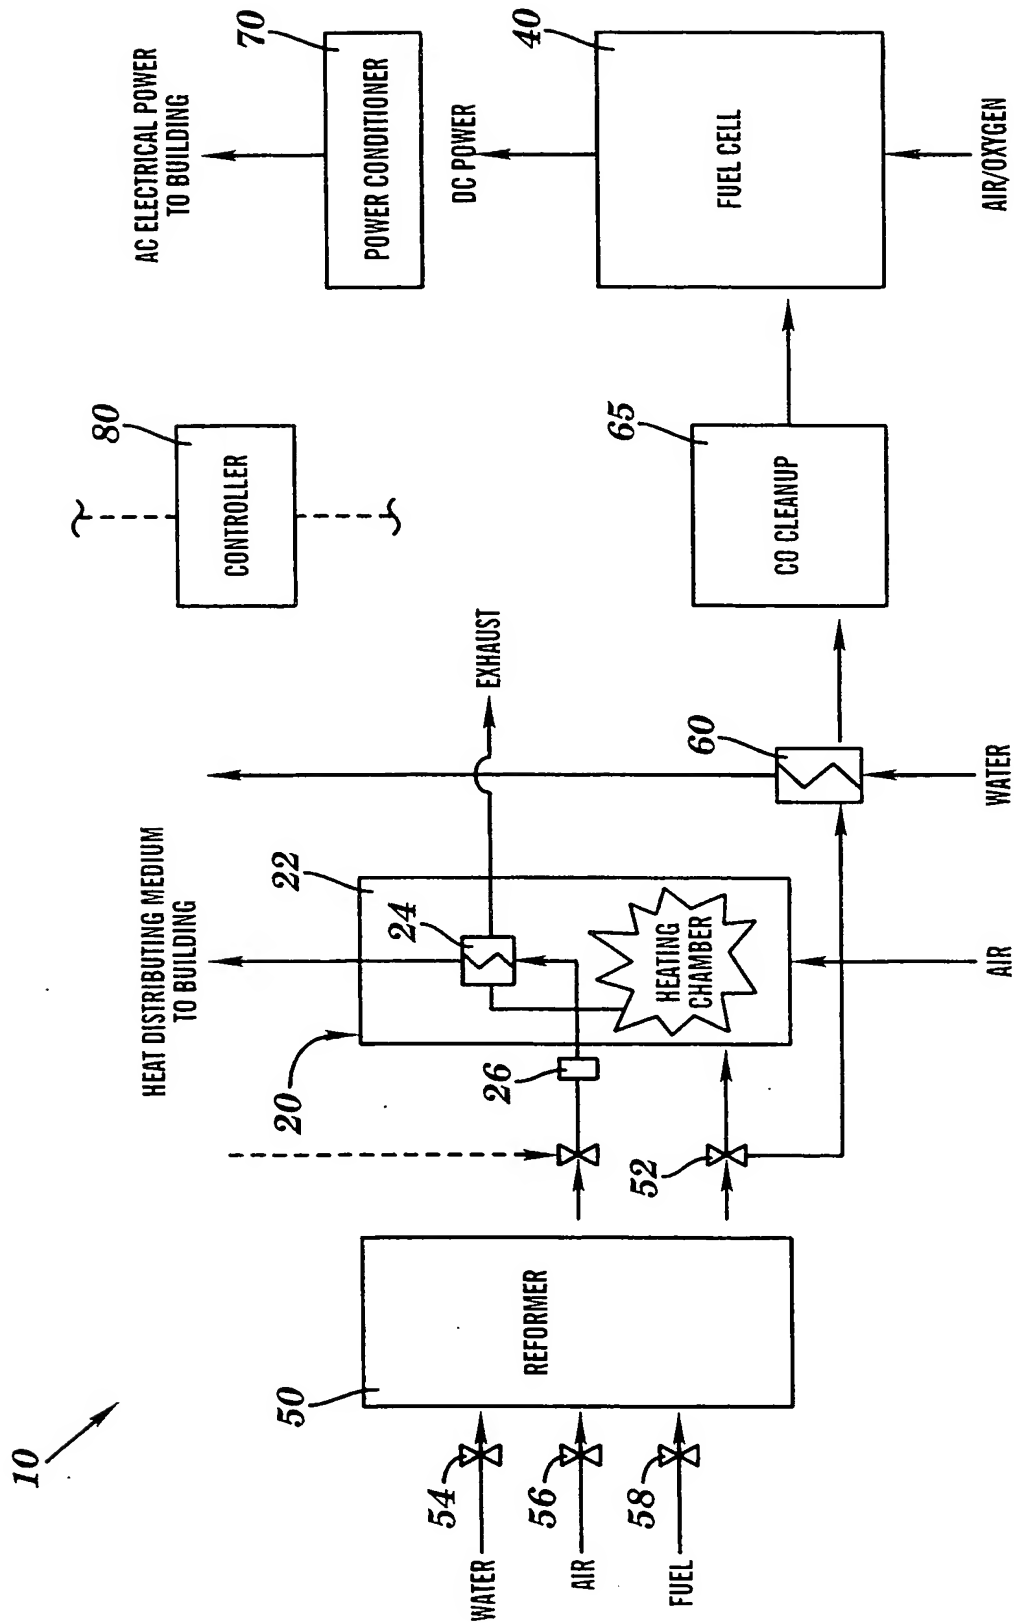 10
AC ELECTRICAL POWER
TO BUILDING
70
POWER CONDITIONER
DC POWER
40
FUEL CELL
AIR/OXYGEN
80
CONTROLLER
65
CO CLEANUP
EXHAUST
60
WATER
HEAT DISTRIBUTING MEDIUM
TO BUILDING
20
22
24
26
HEATING
CHAMBER
AIR
52
50
REFORMER
54
WATER
56
AIR
58
FUEL